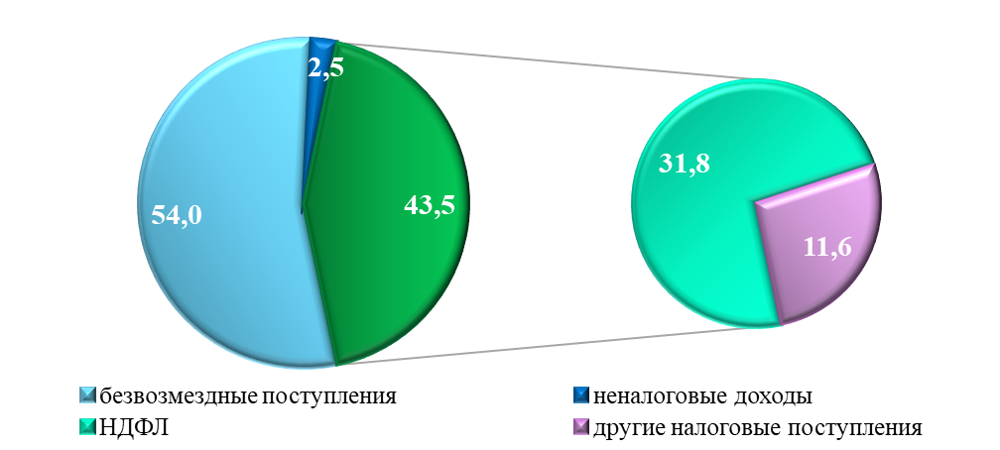 2,5
54,0
43,5
31,8
11,6
безвозмездные поступления
неналоговые доходы
НДФЛ
другие налоговые поступления